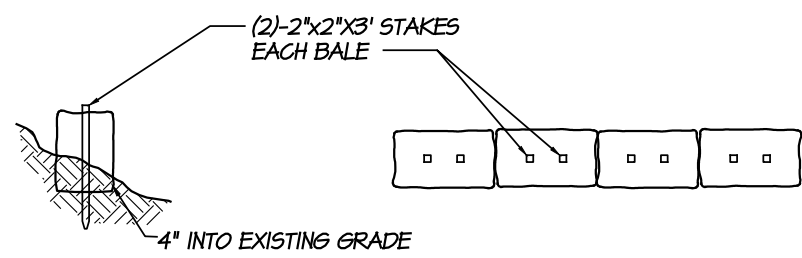 (2)-2"x2"X3' STAKES
EACH BALE
4" INTO EXISTING GRADE